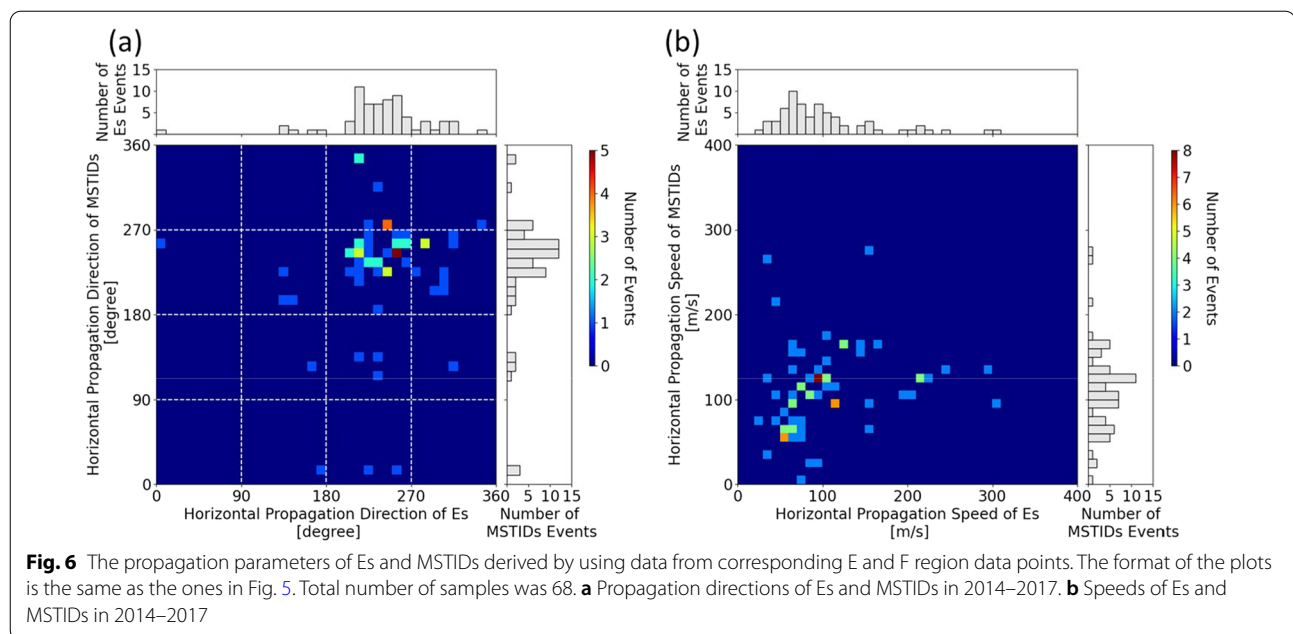 (a)
Number of
Es Events
15
10
5
Horizontal Propagation Direction of MSTIDs
[degree]
360
270
180
90
0
0 90 180 270 360
Horizontal Propagation Direction of Es
[degree]
5 10 15
Number of
MSTIDs Events
5
4
3
2
1
0
Number of Events
(b)
Number of
Es Events
15
10
5
Horizontal Propagation Speed of MSTIDs
[m/s]
400
300
200
100
0
0 100 200 300 400
Horizontal Propagation Speed of Es
[m/s]
5 10 15
Number of
MSTIDs Events
8
7
6
5
4
3
2
1
0
Number of Events
Fig. 6 The propagation parameters of Es and MSTIDs derived by using data from corresponding E and F region data points. The format of the plots
is the same as the ones in Fig. 5. Total number of samples was 68. a Propagation directions of Es and MSTIDs in 2014–2017. b Speeds of Es and
MSTIDs in 2014–2017